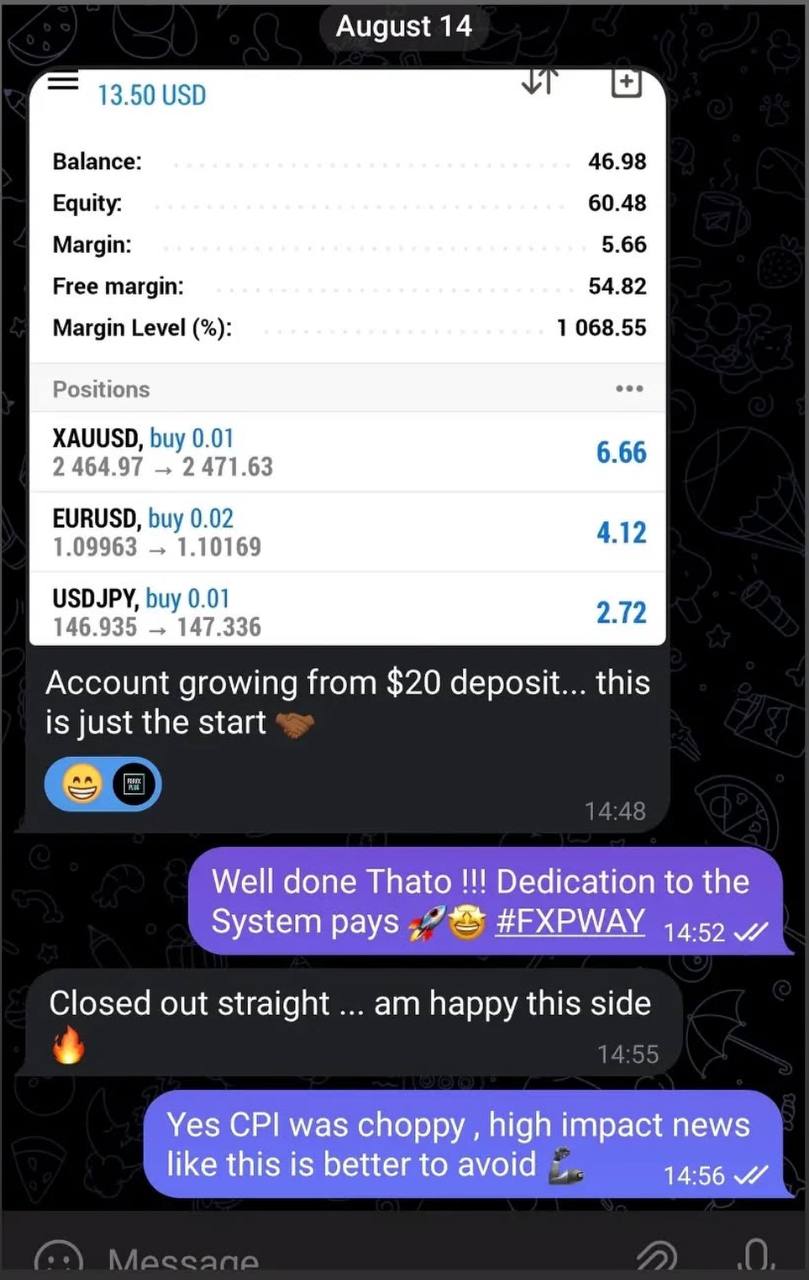 August 14
13.50 USD
Balance: 46.98
Equity: 60.48
Margin: 5.66
Free margin: 54.82
Margin Level (%): 1 068.55
Positions
XAUUSD, buy 0.01 6.66
2 464.97 → 2 471.63
EURUSD, buy 0.02 4.12
1.09963 → 1.10169
USDJPY, buy 0.01 2.72
146.935 → 147.336
Account growing from $20 deposit... this
is just the start 🤝🏾
😁 FOREX
PLUG
14:48
Well done Thato !!! Dedication to the
System pays 🚀🤩 #FXPWAY 14:52
Closed out straight ... am happy this side
🔥 14:55
Yes CPI was choppy , high impact news
like this is better to avoid 🦾 14:56
Message